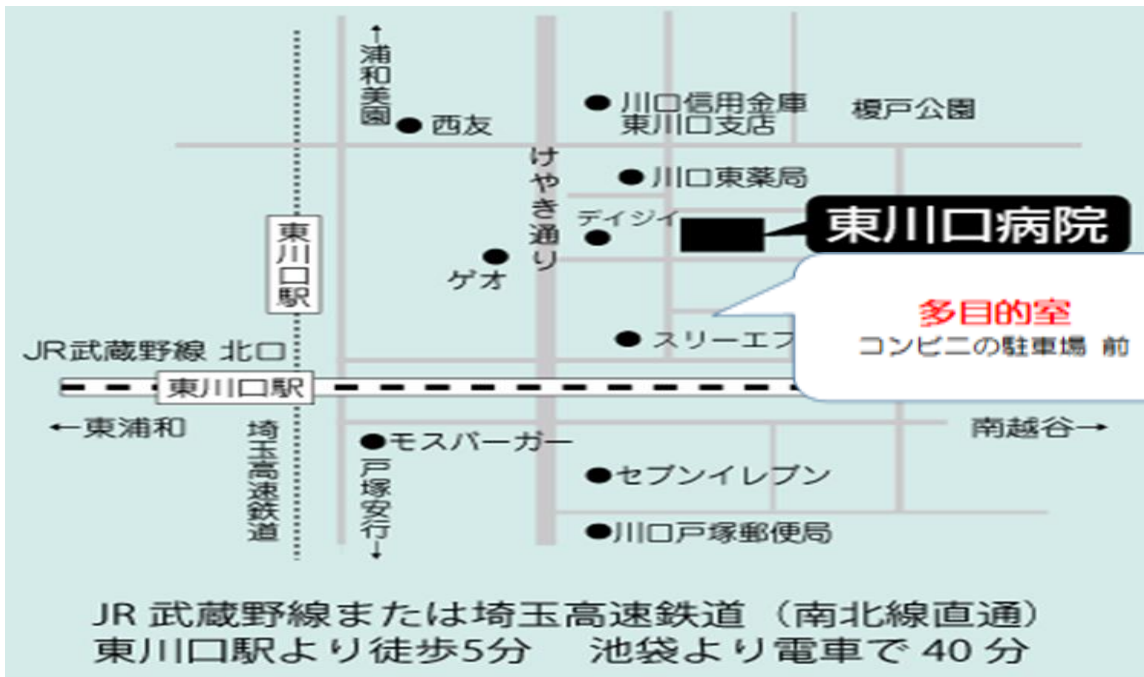 ↑浦和美園
西友
川口信用金庫
東川口支店
榎戸公園
けやき通り
川口東薬局
デイジイ
東川口病院
東川口駅
ゲオ
多目的室
コンビニの駐車場 前
スリーエフ
JR武蔵野線 北口
東川口駅
←東浦和
南越谷→
埼玉高速鉄道
モスバーガー
戸塚安行→
セブンイレブン
川口戸塚郵便局
JR 武蔵野線または埼玉高速鉄道（南北線直通）
東川口駅より徒歩5分 池袋より電車で 40 分